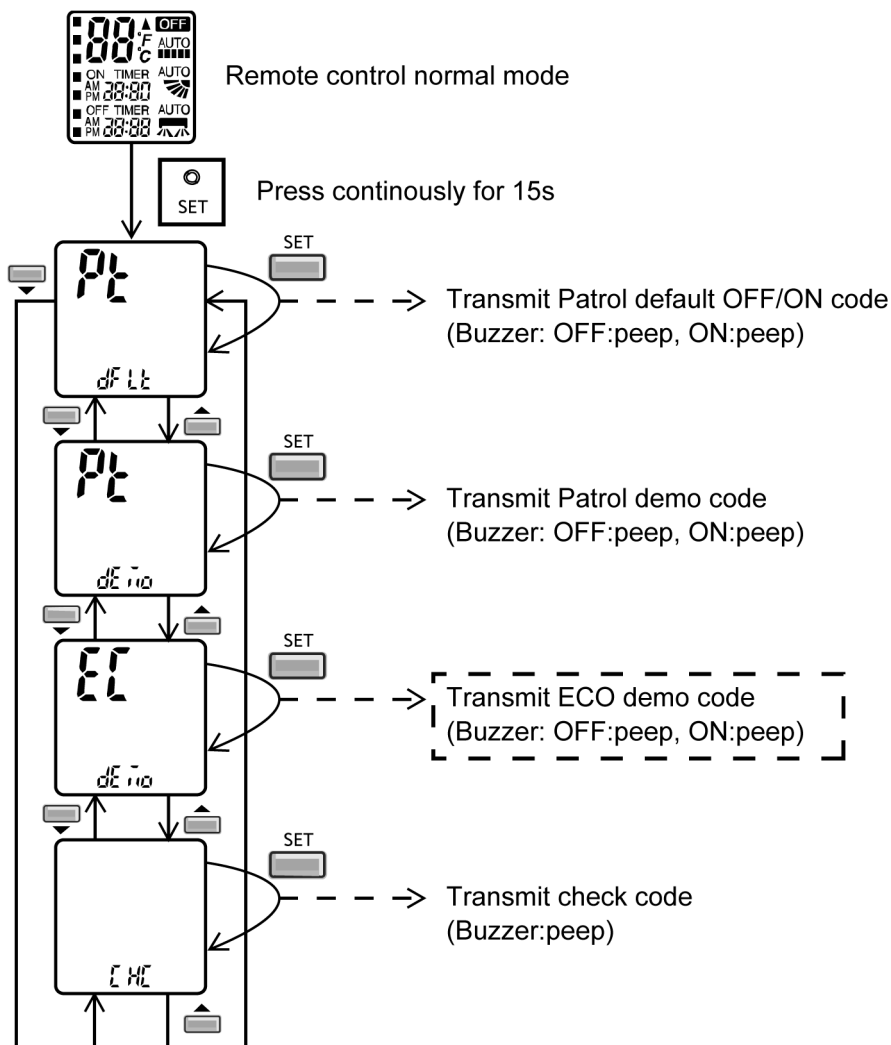 88 ▲ OFF
°F AUTO
°C
ON TIMER AUTO
AM
PM 28:80
OFF TIMER AUTO
AM
PM 28:88
Remote control normal mode
SET
Press continously for 15s
Pt
dFLt
SET
Transmit Patrol default OFF/ON code
(Buzzer: OFF:peep, ON:peep)
Pt
dEmo
SET
Transmit Patrol demo code
(Buzzer: OFF:peep, ON:peep)
EC
dEmo
SET
Transmit ECO demo code
(Buzzer: OFF:peep, ON:peep)
CHC
SET
Transmit check code
(Buzzer:peep)